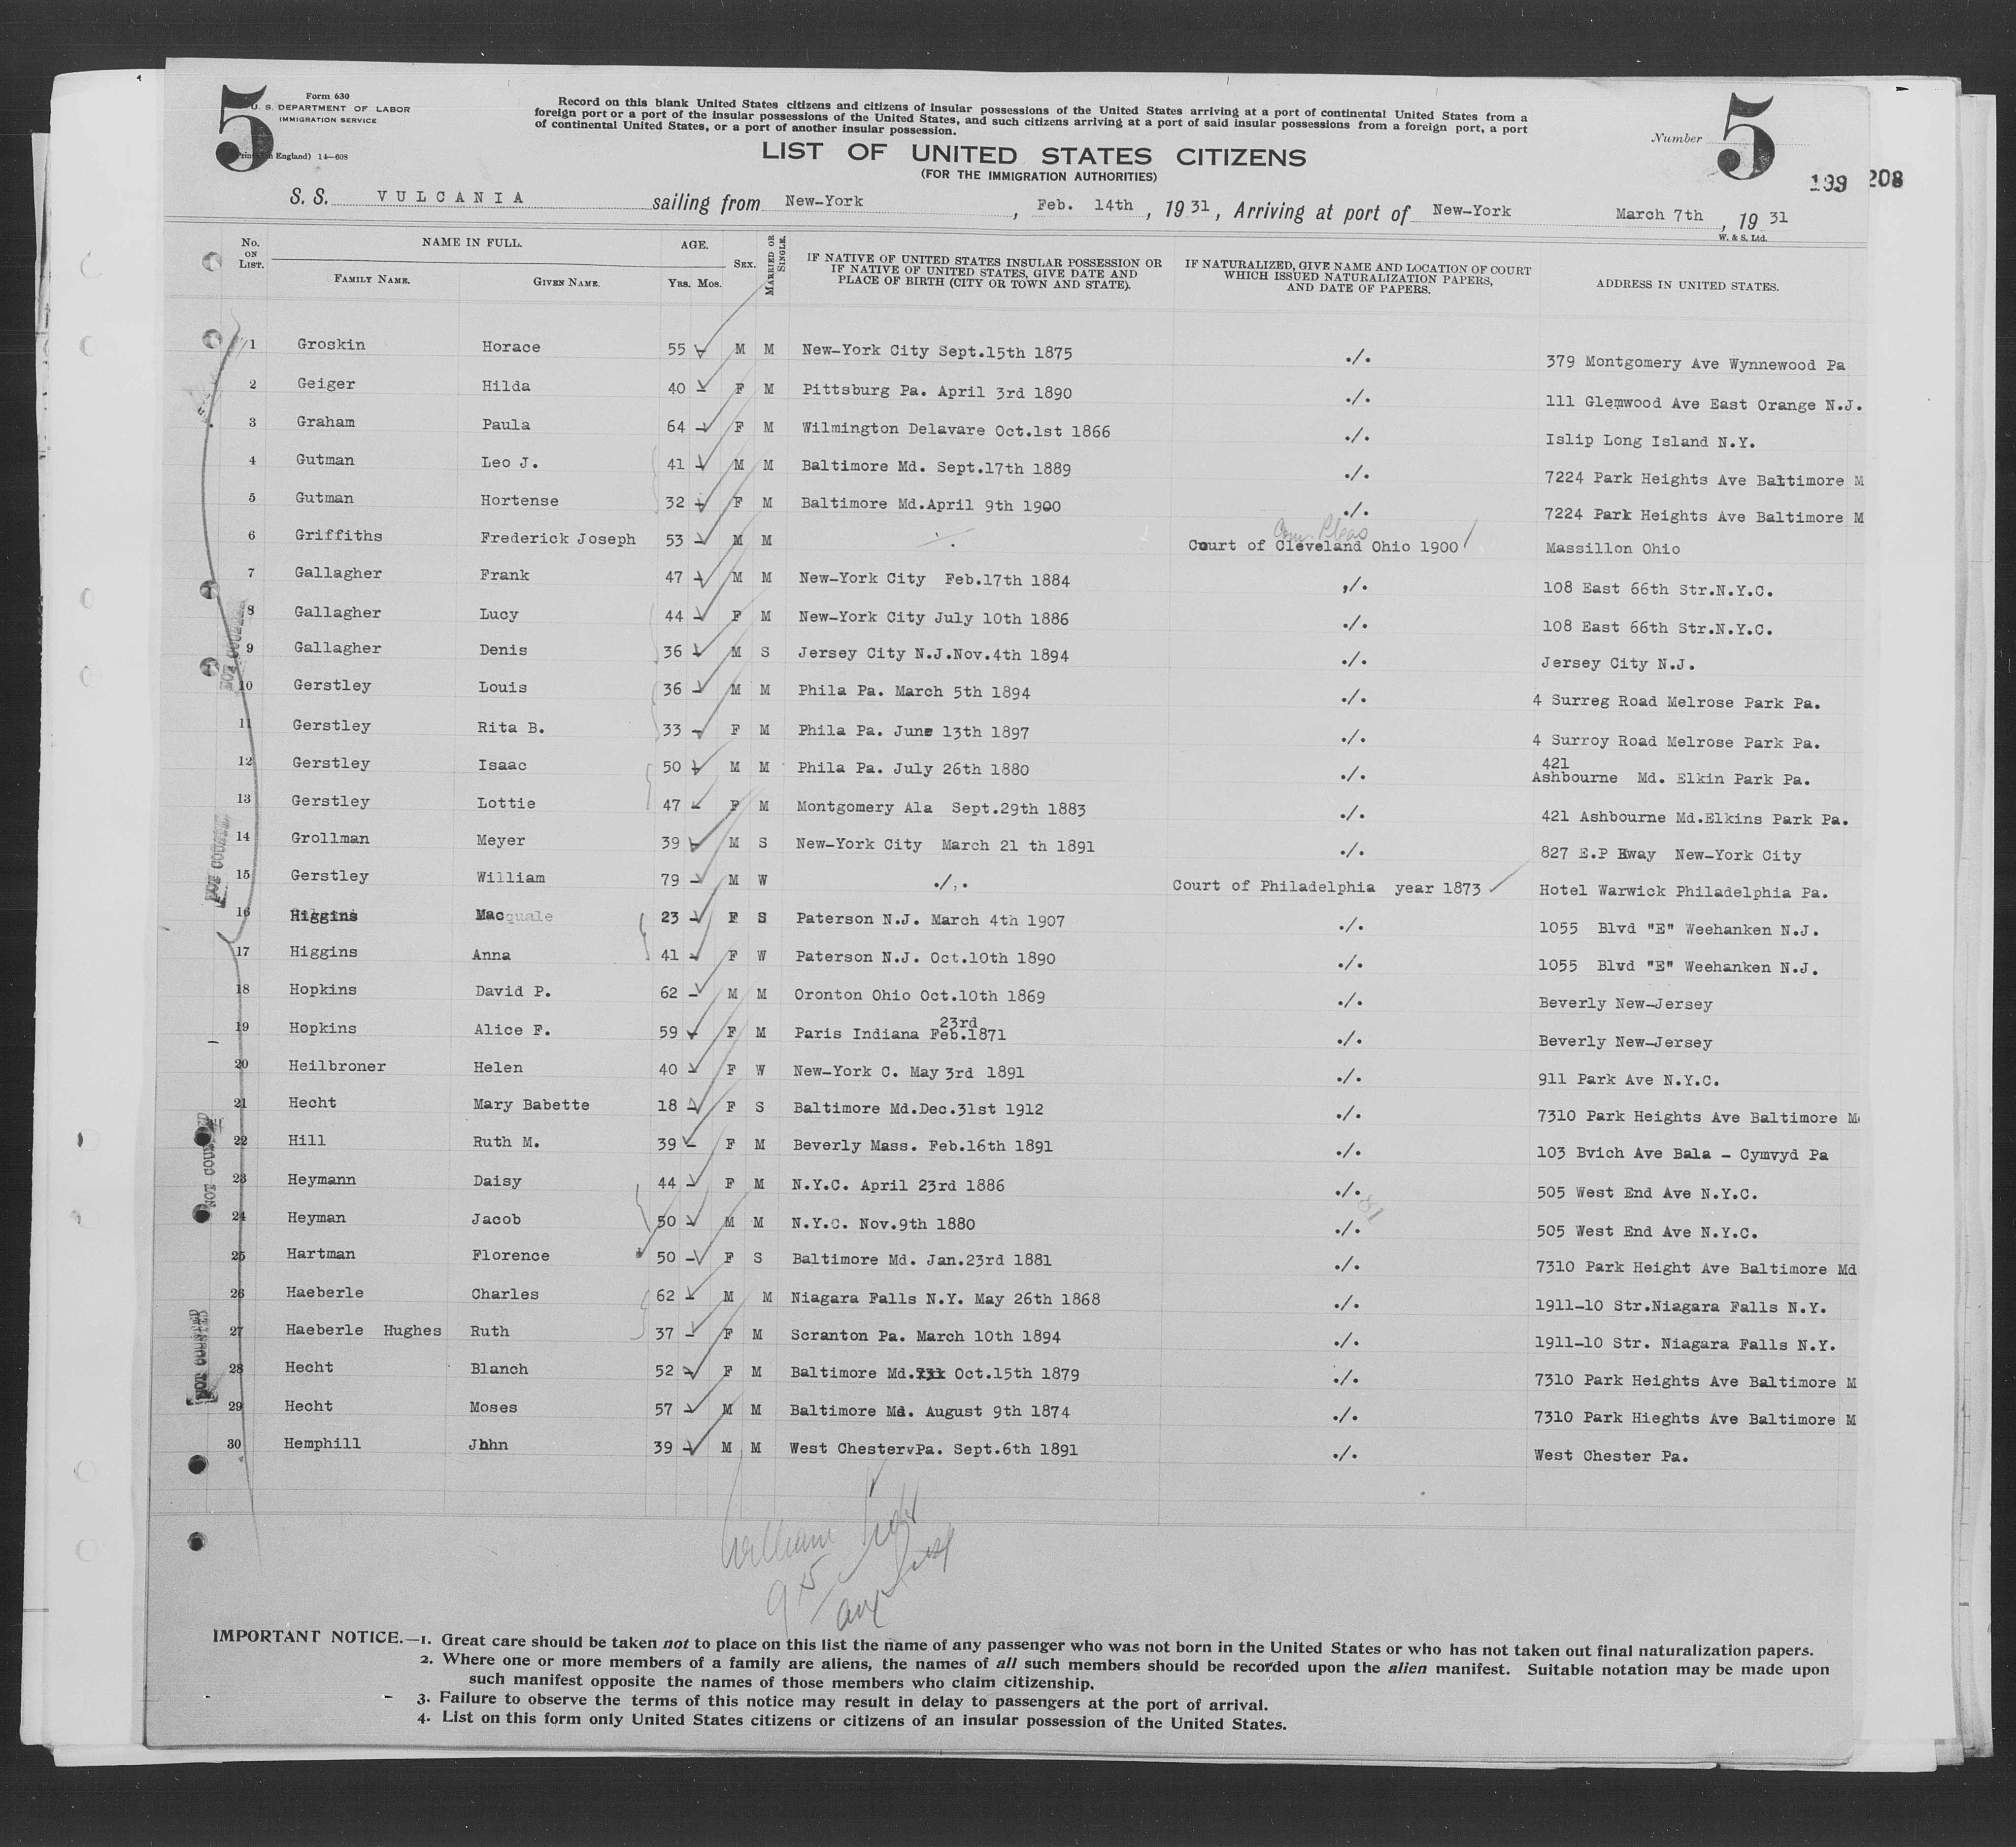 5
Form 630
U. S. DEPARTMENT OF LABOR
IMMIGRATION SERVICE
England) 14—608
Record on this blank United States citizens and citizens of insular possessions of the United States arriving at a port of continental United States from a
foreign port or a port of the insular possessions of the United States, and such citizens arriving at a port of said insular possessions from a foreign port, a port
of continental United States, or a port of another insular possession.
LIST OF UNITED STATES CITIZENS
(FOR THE IMMIGRATION AUTHORITIES)
Number 5
199 208
S. S. VULCANIA sailing from New-York, Feb. 14th, 19 31, Arriving at port of New-York March 7th, 19 31
W. & S. Ltd.
No. ON LIST. NAME IN FULL. FAMILY NAME. GIVEN NAME. AGE. Yrs. Mos. SEX. MARRIED OR SINGLE. IF NATIVE OF UNITED STATES INSULAR POSSESSION OR IF NATIVE OF UNITED STATES, GIVE DATE AND PLACE OF BIRTH (CITY OR TOWN AND STATE). IF NATURALIZED, GIVE NAME AND LOCATION OF COURT WHICH ISSUED NATURALIZATION PAPERS, AND DATE OF PAPERS. ADDRESS IN UNITED STATES.
1 Groskin Horace 55 M M New-York City Sept.15th 1875 ./. 379 Montgomery Ave Wynnewood Pa
2 Geiger Hilda 40 F M Pittsburg Pa. April 3rd 1890 ./. 111 Glemwood Ave East Orange N.J.
3 Graham Paula 64 F M Wilmington Delavare Oct.1st 1866 ./. Islip Long Island N.Y.
4 Gutman Leo J. 41 M M Baltimore Md. Sept.17th 1889 ./. 7224 Park Heights Ave Baltimore M
5 Gutman Hortense 32 F M Baltimore Md.April 9th 1900 ./. 7224 Park Heights Ave Baltimore M
6 Griffiths Frederick Joseph 53 M M ./. Com. Pleas Court of Cleveland Ohio 1900 Massillon Ohio
7 Gallagher Frank 47 M M New-York City Feb.17th 1884 ,/. 108 East 66th Str.N.Y.C.
8 Gallagher Lucy 44 F M New-York City July 10th 1886 ./. 108 East 66th Str.N.Y.C.
9 Gallagher Denis 36 M S Jersey City N.J.Nov.4th 1894 ./. Jersey City N.J.
10 Gerstley Louis 36 M M Phila Pa. March 5th 1894 ./. 4 Surreg Road Melrose Park Pa.
11 Gerstley Rita B. 33 F M Phila Pa. June 13th 1897 ./. 4 Surroy Road Melrose Park Pa.
12 Gerstley Isaac 50 M M Phila Pa. July 26th 1880 ./. 421 Ashbourne Md. Elkin Park Pa.
13 Gerstley Lottie 47 F M Montgomery Ala Sept.29th 1883 ./. 421 Ashbourne Md.Elkins Park Pa.
14 Grollman Meyer 39 M S New-York City March 21 th 1891 ./. 827 E.P Hway New-York City
15 Gerstley William 79 M W ./,. Court of Philadelphia year 1873 Hotel Warwick Philadelphia Pa.
16 Higgins Macquale 23 F S Paterson N.J. March 4th 1907 ./. 1055 Blvd "E" Weehanken N.J.
17 Higgins Anna 41 F W Paterson N.J. Oct.10th 1890 ./. 1055 Blvd "E" Weehanken N.J.
18 Hopkins David P. 62 M M Oronton Ohio Oct.10th 1869 ./. Beverly New-Jersey
19 Hopkins Alice F. 59 F M Paris Indiana Feb. 23rd 1871 ./. Beverly New-Jersey
20 Heilbroner Helen 40 F W New-York C. May 3rd 1891 ./. 911 Park Ave N.Y.C.
21 Hecht Mary Babette 18 F S Baltimore Md.Dec.31st 1912 ./. 7310 Park Heights Ave Baltimore M
22 Hill Ruth M. 39 F M Beverly Mass. Feb.16th 1891 ./. 103 Bvich Ave Bala - Cymvyd Pa
23 Heymann Daisy 44 F M N.Y.C. April 23rd 1886 ./. 505 West End Ave N.Y.C.
24 Heyman Jacob 50 M M N.Y.C. Nov.9th 1880 ./. 505 West End Ave N.Y.C.
25 Hartman Florence 50 F S Baltimore Md. Jan.23rd 1881 ./. 7310 Park Height Ave Baltimore Md
26 Haeberle Charles 62 M M Niagara Falls N.Y. May 26th 1868 ./. 1911-10 Str.Niagara Falls N.Y.
27 Haeberle Hughes Ruth 37 F M Scranton Pa. March 10th 1894 ./. 1911-10 Str. Niagara Falls N.Y.
28 Hecht Blanch 52 F M Baltimore Md. Oct.15th 1879 ./. 7310 Park Heights Ave Baltimore M
29 Hecht Moses 57 M M Baltimore Md. August 9th 1874 ./. 7310 Park Hieghts Ave Baltimore M
30 Hemphill Jhhn 39 M M West ChestervPa. Sept.6th 1891 ./. West Chester Pa.
NOT COUNTED
NOT COUNTED
NOT COUNTED
NOT COUNTED
William
IMPORTANT NOTICE.—1. Great care should be taken not to place on this list the name of any passenger who was not born in the United States or who has not taken out final naturalization papers.
2. Where one or more members of a family are aliens, the names of all such members should be recorded upon the alien manifest. Suitable notation may be made upon
such manifest opposite the names of those members who claim citizenship.
3. Failure to observe the terms of this notice may result in delay to passengers at the port of arrival.
4. List on this form only United States citizens or citizens of an insular possession of the United States.